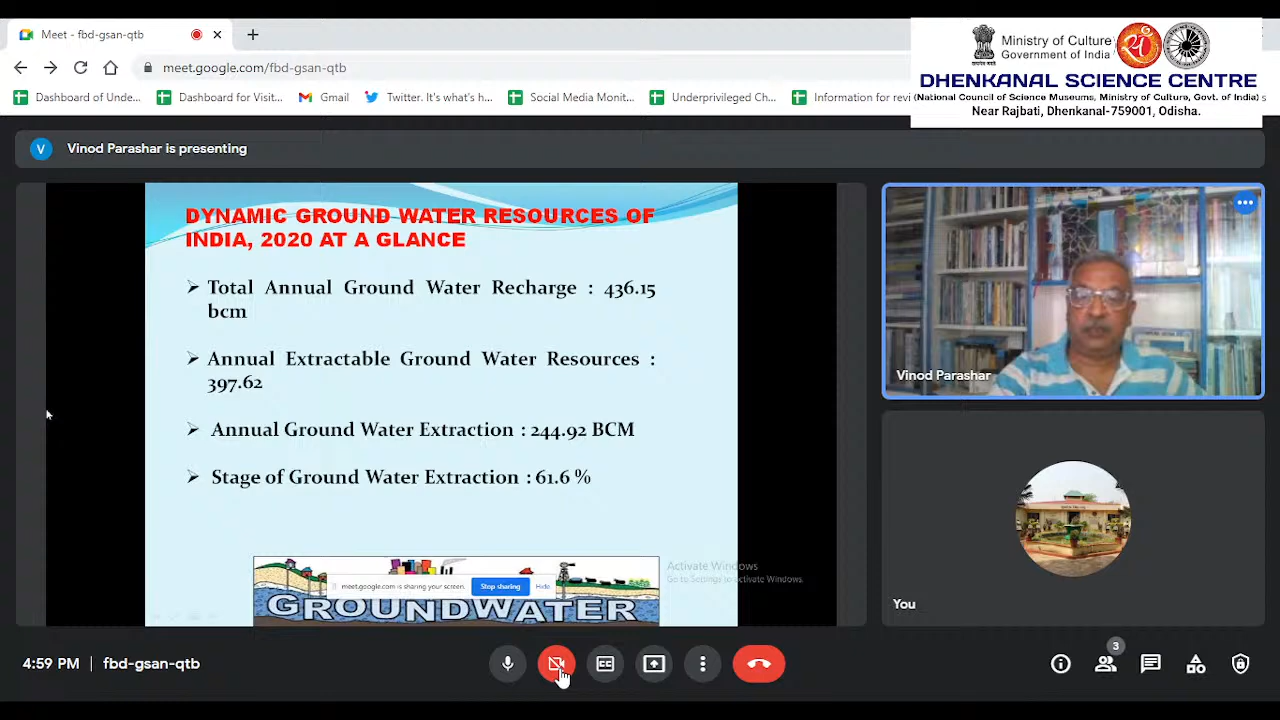 Meet - fbd-gsan-qtb
meet.google.com/fbd-gsan-qtb
Dashboard of Unde...
Dashboard for Visit...
Gmail
Twitter. It's what's h...
Social Media Monit...
Underprivileged Ch...
Information for revi
Ministry of Culture
Government of India
DHENKANAL SCIENCE CENTRE
(National Council of Science Museums, Ministry of Culture, Govt. of India)
Near Rajbati, Dhenkanal-759001, Odisha.
V
Vinod Parashar is presenting
DYNAMIC GROUND WATER RESOURCES OF
INDIA, 2020 AT A GLANCE
Total Annual Ground Water Recharge : 436.15
bcm
Annual Extractable Ground Water Resources :
397.62
Annual Ground Water Extraction : 244.92 BCM
Stage of Ground Water Extraction : 61.6 %
Activate Windows
Go to Settings to activate Windows.
meet.google.com is sharing your screen.
Stop sharing
Hide
GROUNDWATER
Vinod Parashar
You
4:59 PM | fbd-gsan-qtb
CC
3